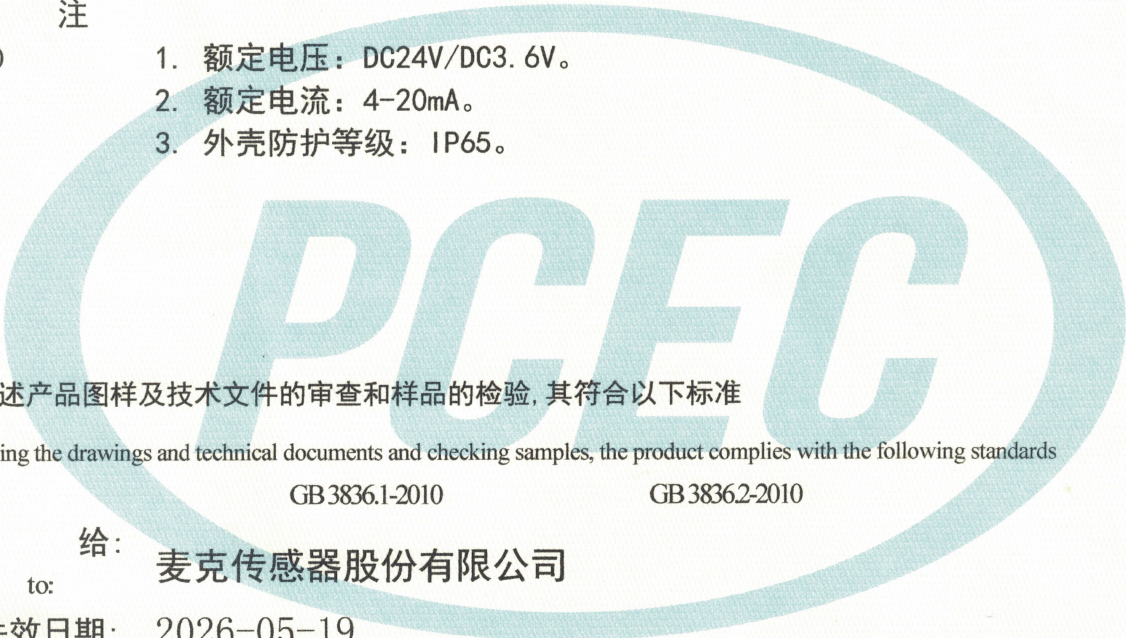 注
1. 额定电压：DC24V/DC3.6V。
2. 额定电流：4-20mA。
3. 外壳防护等级：IP65。
PCEC
述产品图样及技术文件的审查和样品的检验,其符合以下标准
ing the drawings and technical documents and checking samples, the product complies with the following standards
GB 3836.1-2010 GB 3836.2-2010
给:
麦克传感器股份有限公司
to:
效日期: 2026-05-19